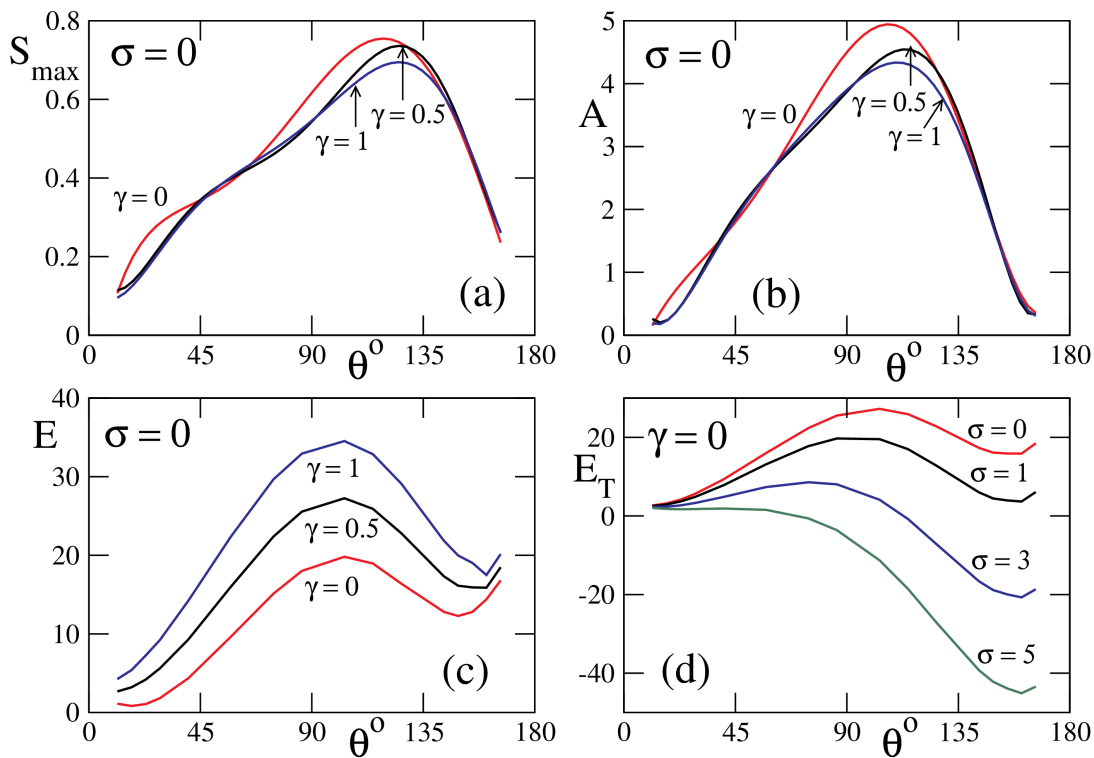 0.8
S_max
σ = 0
0.6
γ = 0.5
γ = 1
0.4
γ = 0
0.2
(a)
0
0
45
90
135
180
θ^o
5
σ = 0
4
A
γ = 0.5
γ = 0
γ = 1
3
2
1
(b)
0
0
45
90
135
180
θ^o
40
E
σ = 0
30
γ = 1
γ = 0.5
20
γ = 0
10
(c)
0
0
45
90
135
180
θ^o
γ = 0
σ = 0
20
E_T
σ = 1
0
σ = 3
-20
σ = 5
(d)
-40
0
45
90
135
180
θ^o